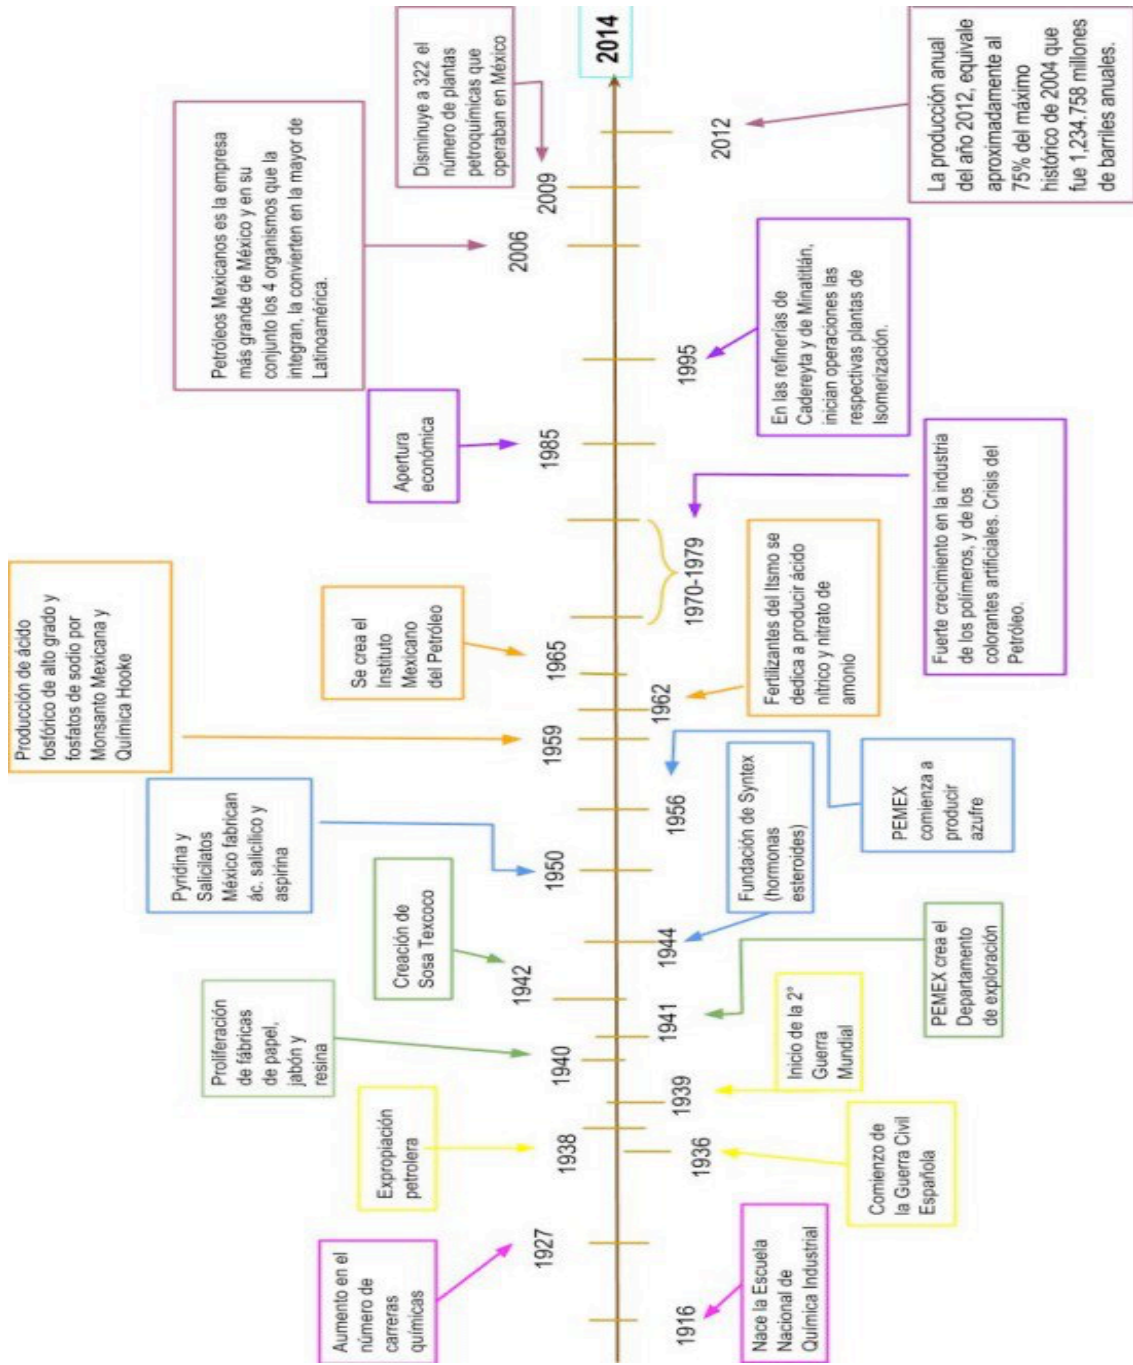 Aumento en el
número de
carreras
químicas
1927
1916
Nace la Escuela
Nacional de
Química Industrial
Expropiación
petrolera
1938
1936
Comienzo de
la Guerra Civil
Española
1939
Inicio de la 2°
Guerra
Mundial
Proliferación
de fábricas
de papel,
jabón y
resina
1940
1941
PEMEX crea el
Departamento
de exploración
Creación de
Sosa Texcoco
1942
1944
Fundación de Syntex
(hormonas
esteroides)
Pyridina y
Salicilatos
México fabrican
ác. salicílico y
aspirina
1950
1956
PEMEX
comienza a
producir
azufre
Producción de ácido
fosfórico de alto grado y
fosfatos de sodio por
Monsanto Mexicana y
Química Hooke
1959
1962
Fertilizantes del Itsmo se
dedica a producir ácido
nítrico y nitrato de
amonio
Se crea el
Instituto
Mexicano
del Petróleo
1965
1970-1979
Fuerte crecimiento en la industria
de los polímeros, y de los
colorantes artificiales. Crisis del
Petróleo.
Apertura
económica
1985
1995
En las refinerías de
Cadereyta y de Minatitlán,
inician operaciones las
respectivas plantas de
Isomerización.
Petróleos Mexicanos es la empresa
más grande de México y en su
conjunto los 4 organismos que la
integran, la convierten en la mayor de
Latinoamérica.
2006
Disminuye a 322 el
número de plantas
petroquímicas que
operaban en México
2009
2012
La producción anual
del año 2012, equivale
aproximadamente al
75% del máximo
histórico de 2004 que
fue 1,234.758 millones
de barriles anuales.
2014